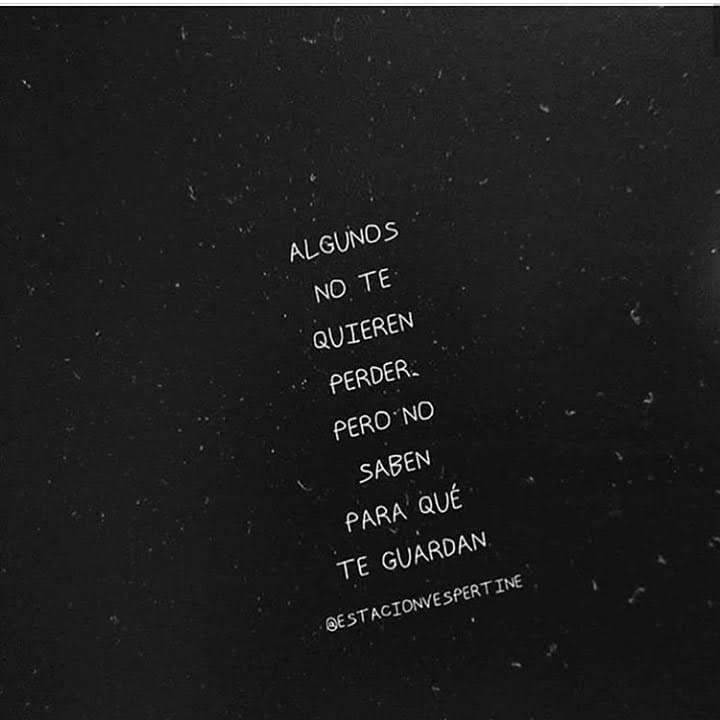 ALGUNOS
NO TE
QUIEREN
PERDER.
PERO NO
SABEN
PARA QUÉ
TE GUARDAN
@ESTACIONVESPERTINE